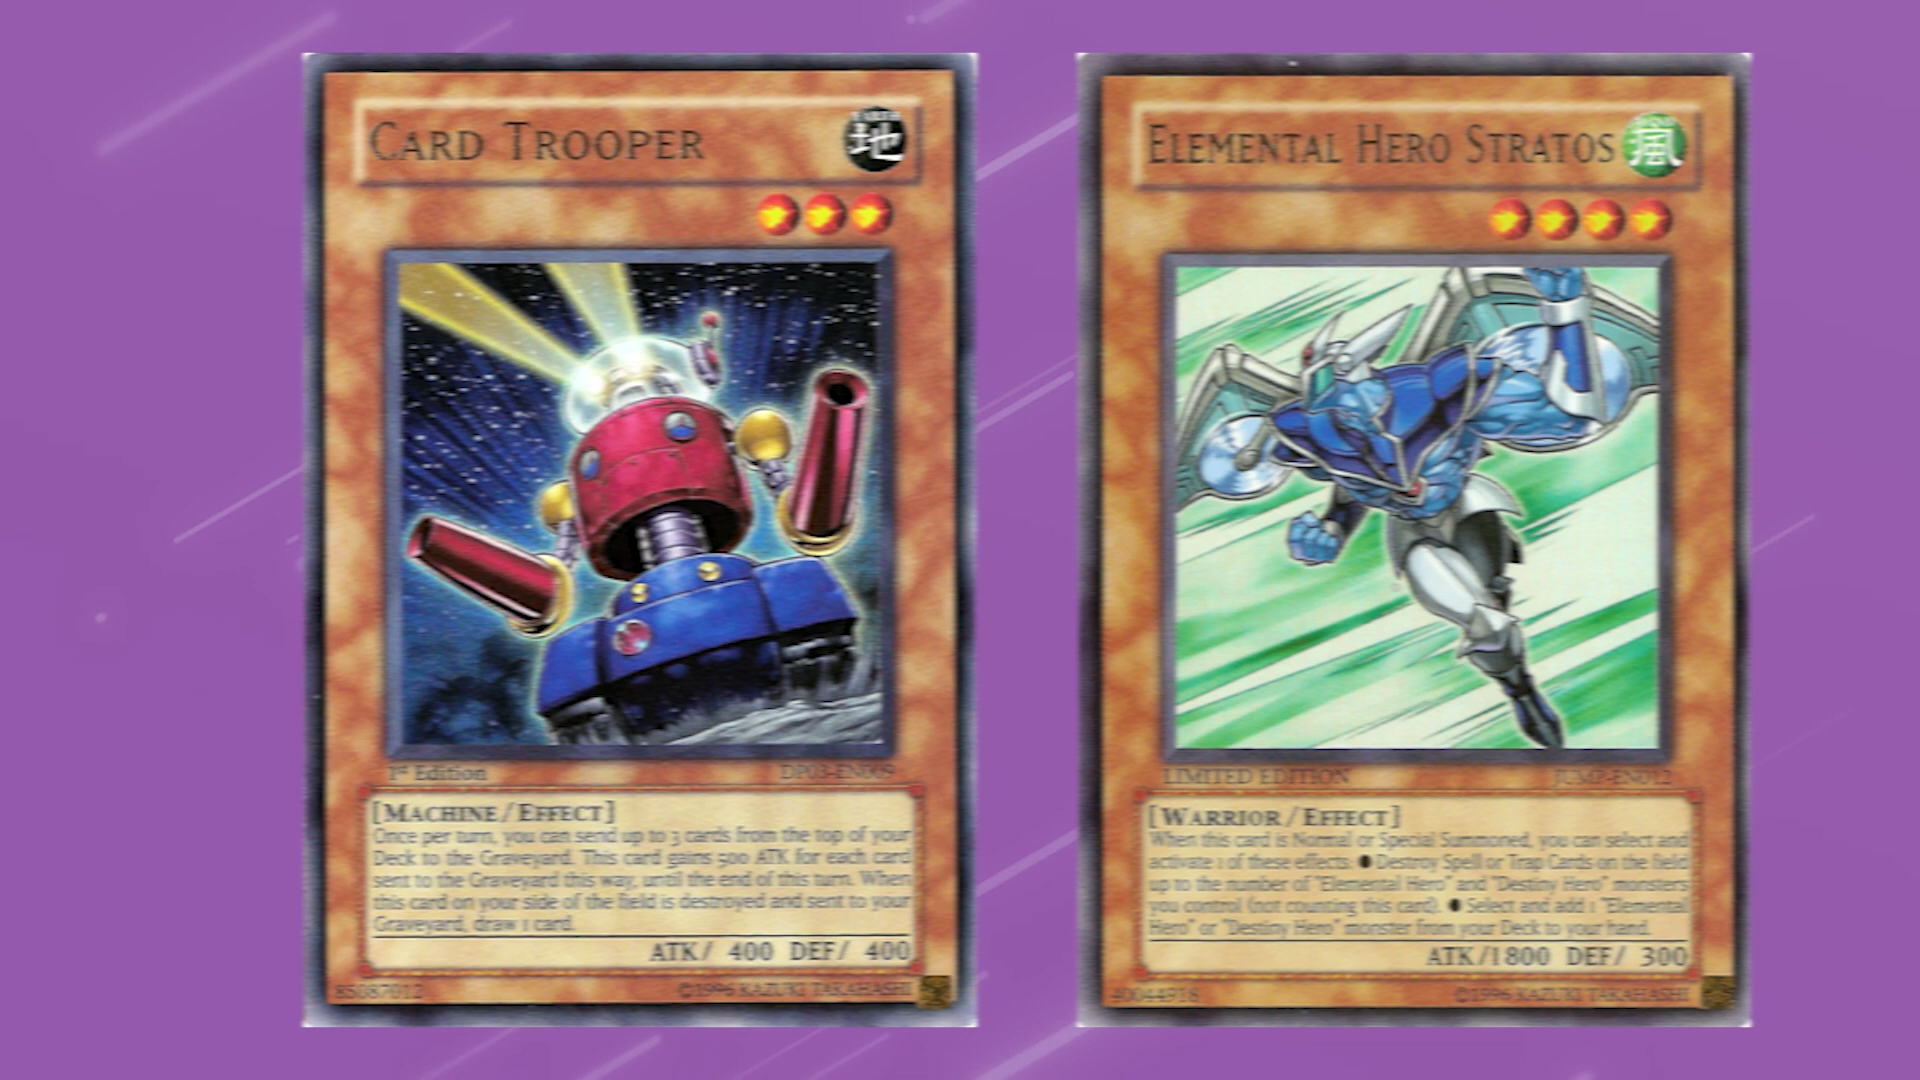 CARD TROOPER
EARTH
地
1st Edition
DP03-EN009
[MACHINE/EFFECT]
Once per turn, you can send up to 3 cards from the top of your
Deck to the Graveyard. This card gains 500 ATK for each card
sent to the Graveyard this way, until the end of this turn. When
this card on your side of the field is destroyed and sent to your
Graveyard, draw 1 card.
ATK/ 400 DEF/ 400
85087012
©1996 KAZUKI TAKAHASHI
ELEMENTAL HERO STRATOS
WIND
風
LIMITED EDITION
JUMP-EN012
[WARRIOR/EFFECT]
When this card is Normal or Special Summoned, you can select and
activate 1 of these effects. ●Destroy Spell or Trap Cards on the field
up to the number of "Elemental Hero" and "Destiny Hero" monsters
you control (not counting this card). ●Select and add 1 "Elemental
Hero" or "Destiny Hero" monster from your Deck to your hand.
ATK/1800 DEF/ 300
40044918
©1996 KAZUKI TAKAHASHI